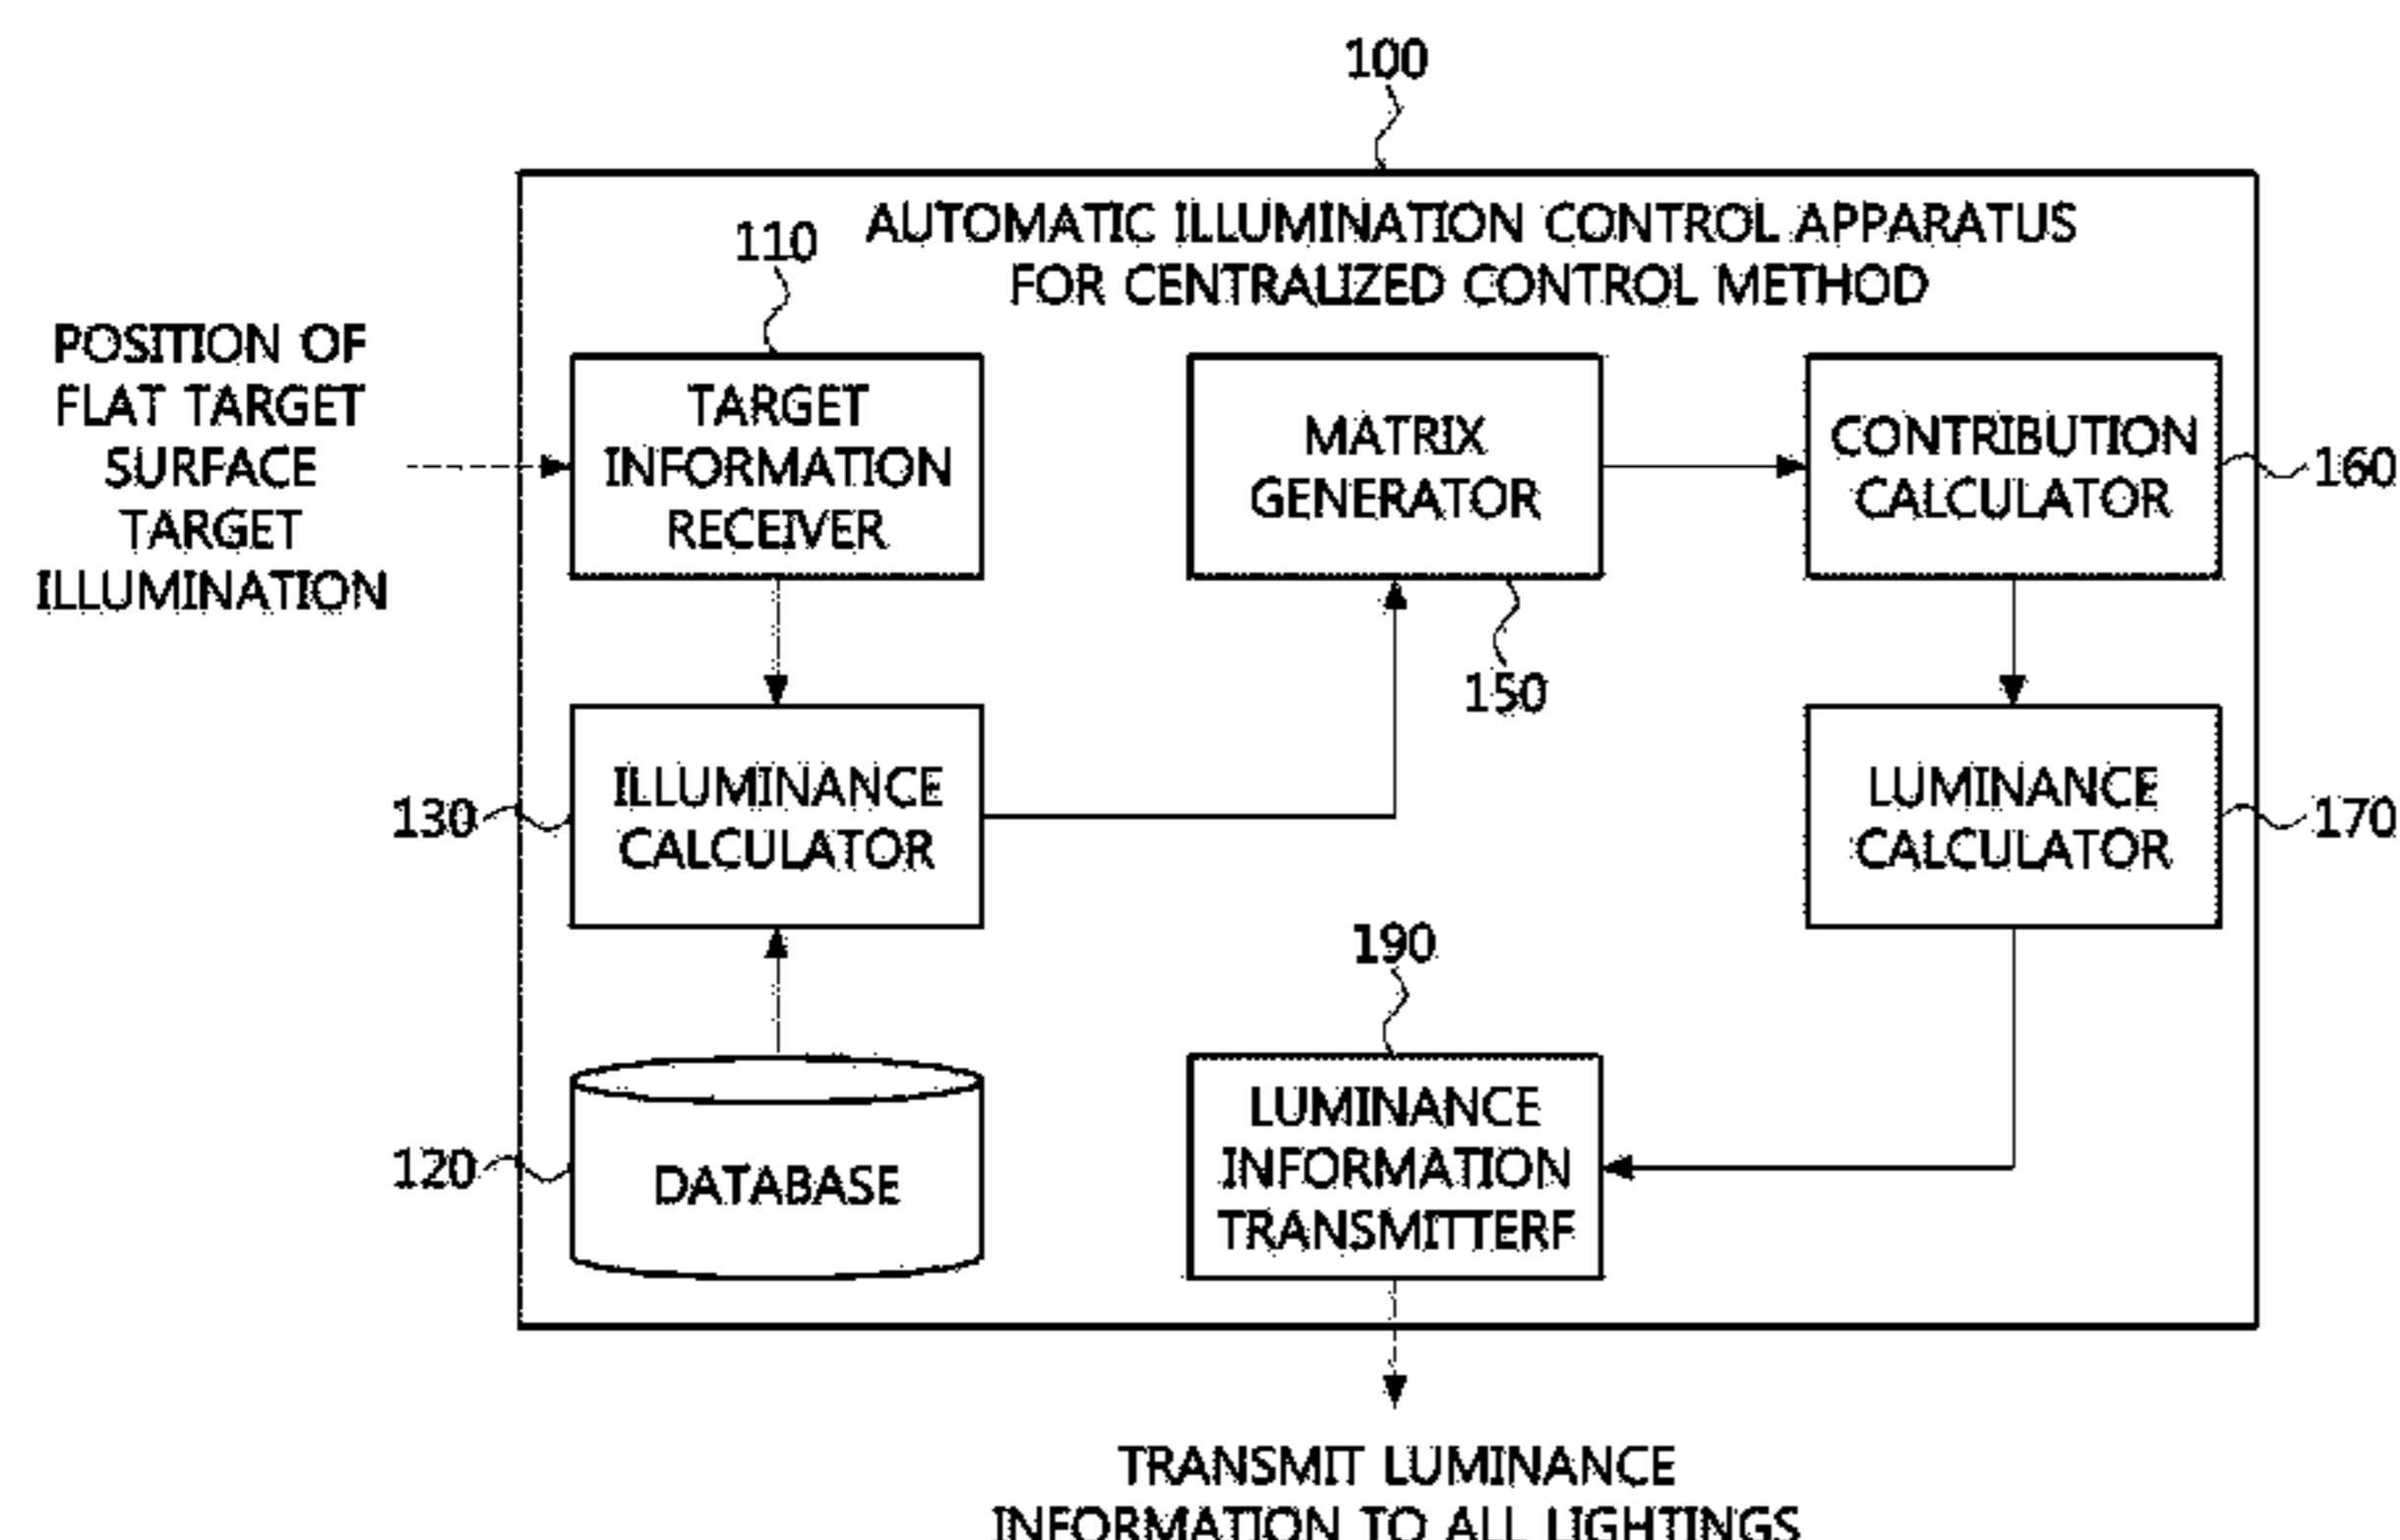 100
AUTOMATIC ILLUMINATION CONTROL APPARATUS
FOR CENTRALIZED CONTROL METHOD
110
POSITION OF
FLAT TARGET
SURFACE
TARGET
ILLUMINATION
TARGET
INFORMATION
RECEIVER
MATRIX
GENERATOR
150
CONTRIBUTION
CALCULATOR
160
130
ILLUMINANCE
CALCULATOR
LUMINANCE
CALCULATOR
170
120
DATABASE
190
LUMINANCE
INFORMATION
TRANSMITTERF
TRANSMIT LUMINANCE
INFORMATION TO ALL LIGHTINGS